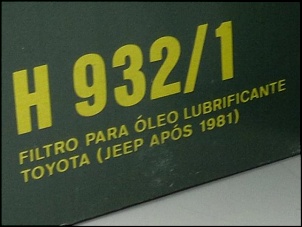 H 932/1
FILTRO PARA ÓLEO LUBRIFICANTE
TOYOTA (JEEP APÓS 1981)